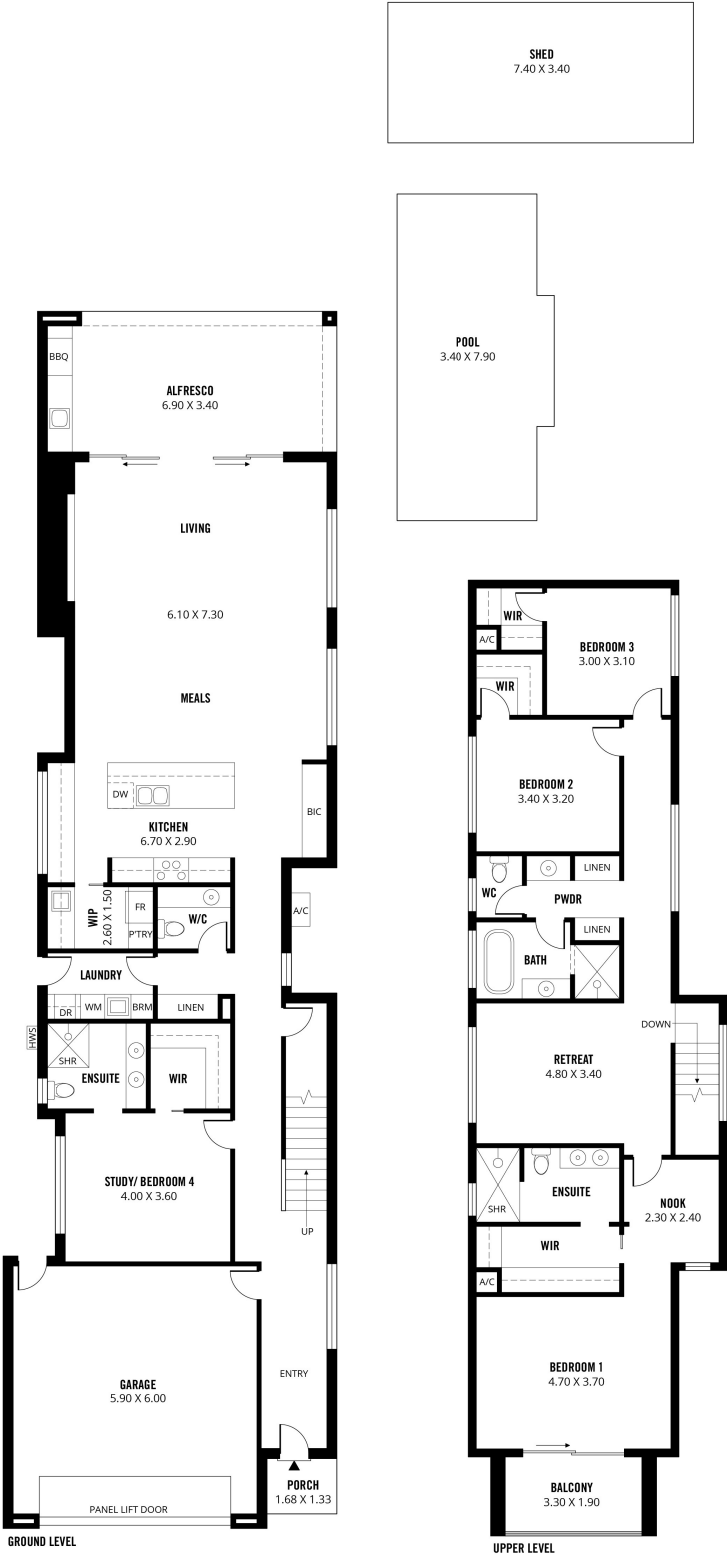 SHED
7.40 X 3.40
POOL
3.40 X 7.90
BBQ
ALFRESCO
6.90 X 3.40
LIVING
6.10 X 7.30
MEALS
DW
KITCHEN
6.70 X 2.90
BIC
WIP
2.60 X 1.50
FR
P'TRY
W/C
A/C
LAUNDRY
DR
WM
BRM
LINEN
HWS
SHR
ENSUITE
WIR
STUDY/ BEDROOM 4
4.00 X 3.60
UP
GARAGE
5.90 X 6.00
ENTRY
PANEL LIFT DOOR
PORCH
1.68 X 1.33
GROUND LEVEL
WIR
A/C
BEDROOM 3
3.00 X 3.10
WIR
BEDROOM 2
3.40 X 3.20
WC
LINEN
PWDR
LINEN
BATH
DOWN
RETREAT
4.80 X 3.40
SHR
ENSUITE
NOOK
2.30 X 2.40
WIR
A/C
BEDROOM 1
4.70 X 3.70
BALCONY
3.30 X 1.90
UPPER LEVEL